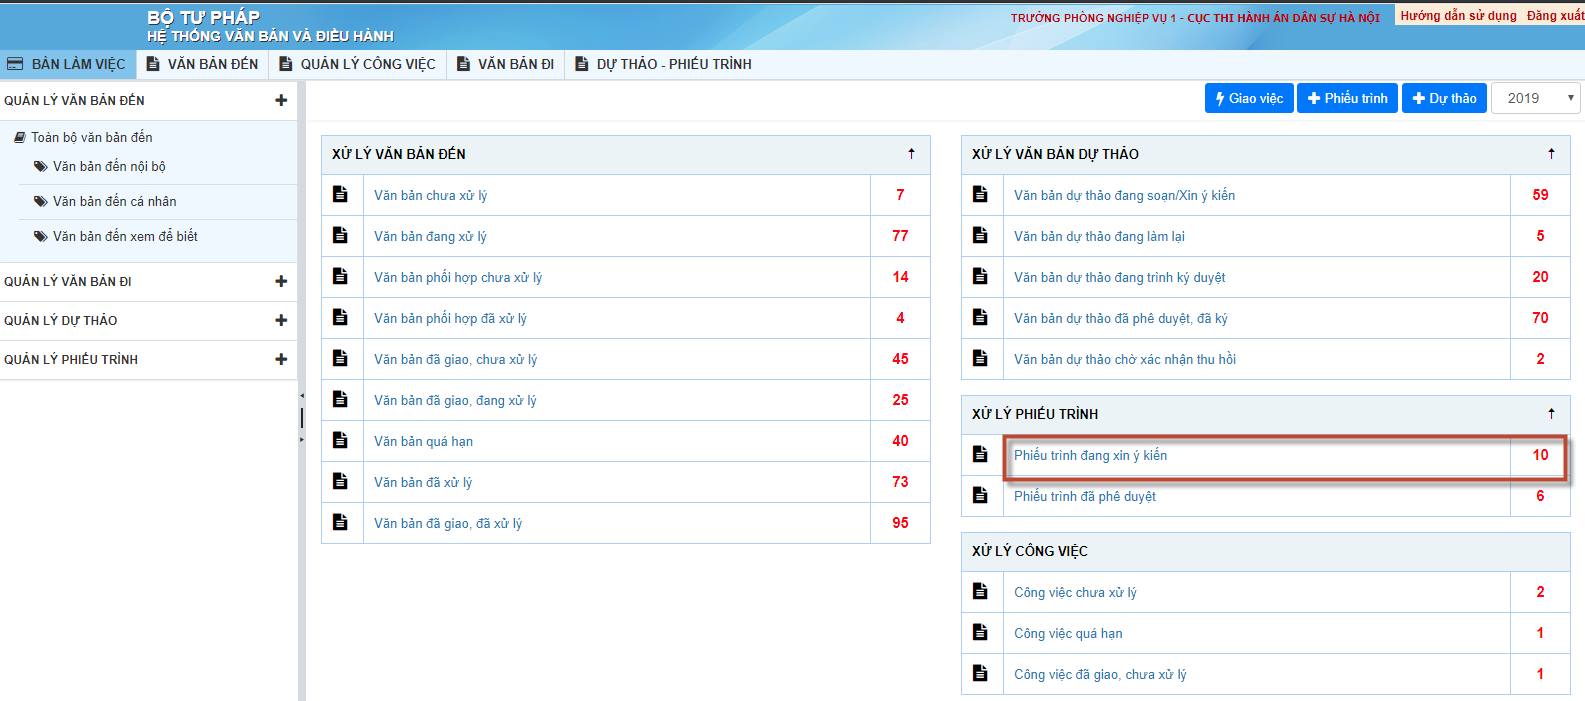 BỘ TƯ PHÁP
HỆ THỐNG VĂN BẢN VÀ ĐIỀU HÀNH
TRƯỞNG PHÒNG NGHIỆP VỤ 1 - CỤC THI HÀNH ÁN DÂN SỰ HÀ NỘI
Hướng dẫn sử dụng Đăng xuất
BÀN LÀM VIỆC VĂN BẢN ĐẾN QUẢN LÝ CÔNG VIỆC VĂN BẢN ĐI DỰ THẢO - PHIẾU TRÌNH
QUẢN LÝ VĂN BẢN ĐẾN
Toàn bộ văn bản đến
Văn bản đến nội bộ
Văn bản đến cá nhân
Văn bản đến xem để biết
QUẢN LÝ VĂN BẢN ĐI
QUẢN LÝ DỰ THẢO
QUẢN LÝ PHIẾU TRÌNH
Giao việc Phiếu trình Dự thảo 2019
XỬ LÝ VĂN BẢN ĐẾN
Văn bản chưa xử lý 7
Văn bản đang xử lý 77
Văn bản phối hợp chưa xử lý 14
Văn bản phối hợp đã xử lý 4
Văn bản đã giao, chưa xử lý 45
Văn bản đã giao, đang xử lý 25
Văn bản quá hạn 40
Văn bản đã xử lý 73
Văn bản đã giao, đã xử lý 95
XỬ LÝ VĂN BẢN DỰ THẢO
Văn bản dự thảo đang soạn/Xin ý kiến 59
Văn bản dự thảo đang làm lại 5
Văn bản dự thảo đang trình ký duyệt 20
Văn bản dự thảo đã phê duyệt, đã ký 70
Văn bản dự thảo chờ xác nhận thu hồi 2
XỬ LÝ PHIẾU TRÌNH
Phiếu trình đang xin ý kiến 10
Phiếu trình đã phê duyệt 6
XỬ LÝ CÔNG VIỆC
Công việc chưa xử lý 2
Công việc quá hạn 1
Công việc đã giao, chưa xử lý 1